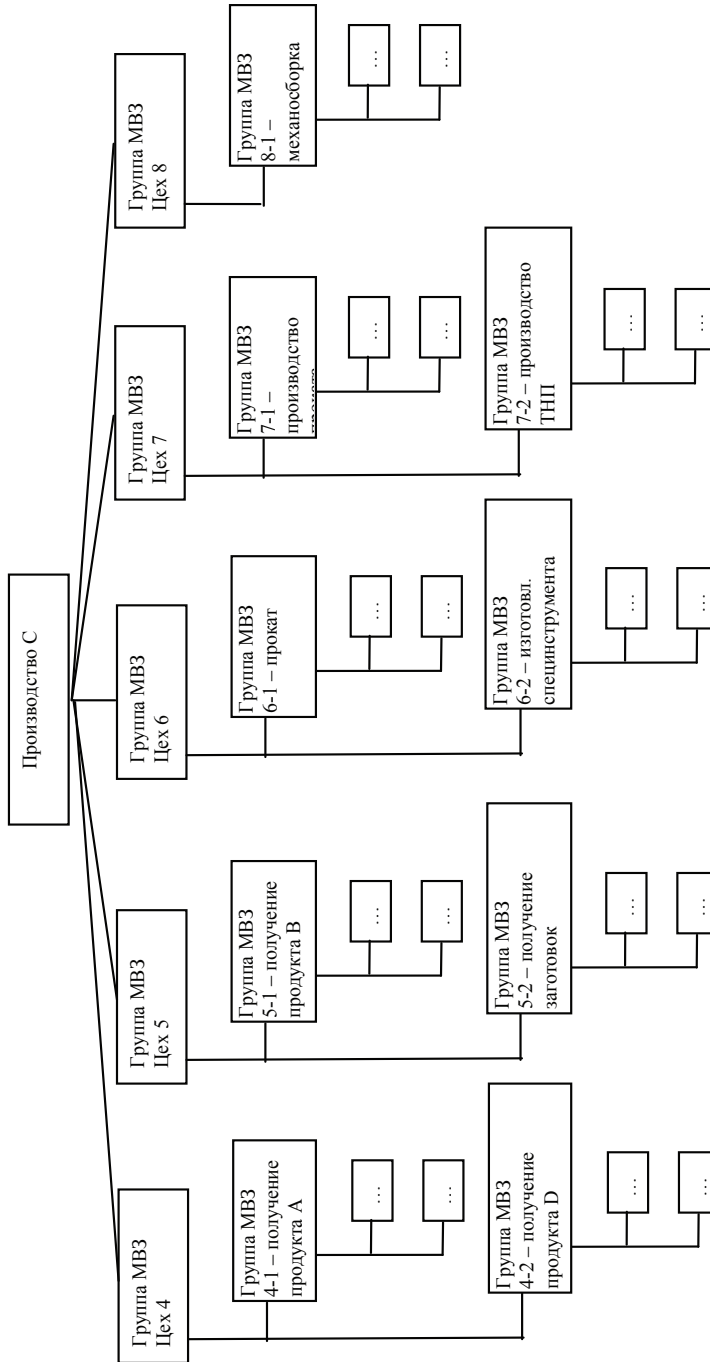 Производство С
Группа МВЗ
Цех 4
Группа МВЗ
4-1 – получение
продукта А
…
…
Группа МВЗ
4-2 – получение
продукта D
…
…
Группа МВЗ
Цех 5
Группа МВЗ
5-1 – получение
продукта В
…
…
Группа МВЗ
5-2 – получение
заготовок
…
…
Группа МВЗ
Цех 6
Группа МВЗ
6-1 – прокат
…
…
Группа МВЗ
6-2 – изготовл.
специнструмента
…
…
Группа МВЗ
Цех 7
Группа МВЗ
7-1 –
производство
…
…
Группа МВЗ
7-2 – производство
ТНП
…
…
Группа МВЗ
Цех 8
Группа МВЗ
8-1 –
механосборка
…
…